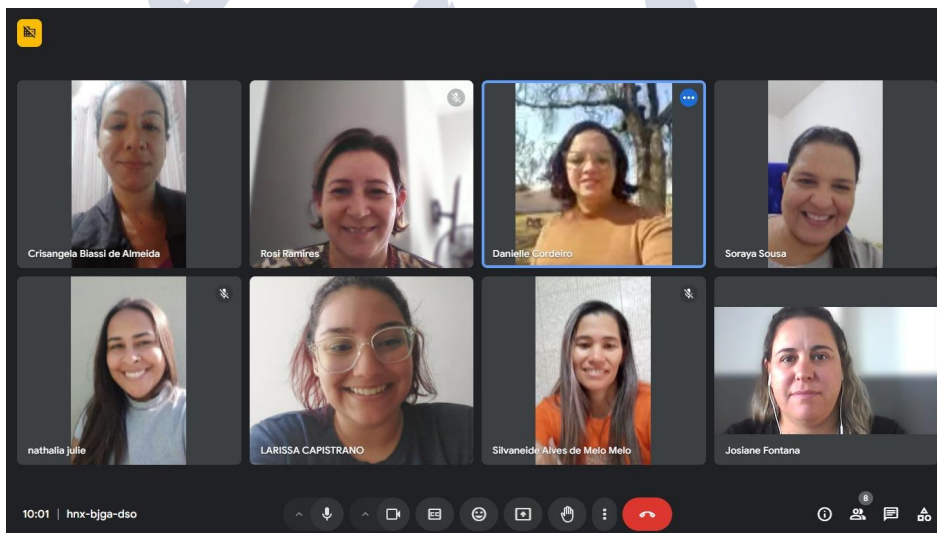 Crisangela Biassi de Almeida
Rosi Ramires
Danielle Cordeiro
Soraya Sousa
nathalia julie
LARISSA CAPISTRANO
Silvaneide Alves de Melo Melo
Josiane Fontana
10:01 | hnx-bjga-dso
CC
8